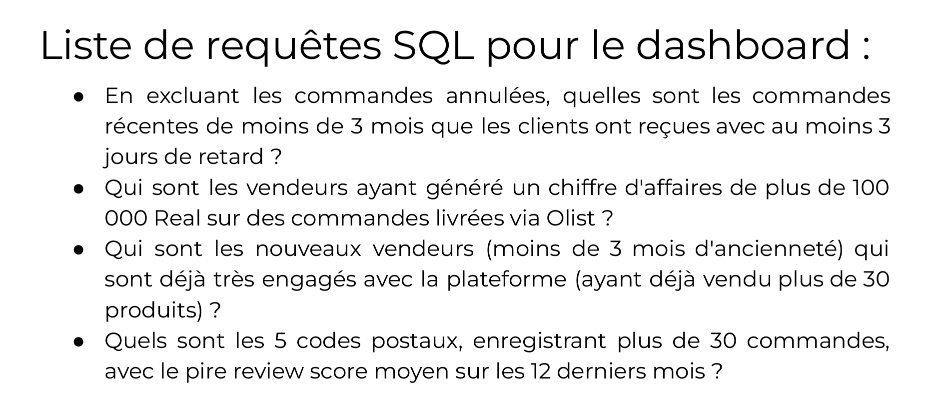 Liste de requêtes SQL pour le dashboard :
● En excluant les commandes annulées, quelles sont les commandes
récentes de moins de 3 mois que les clients ont reçues avec au moins 3
jours de retard ?
● Qui sont les vendeurs ayant généré un chiffre d'affaires de plus de 100
000 Real sur des commandes livrées via Olist ?
● Qui sont les nouveaux vendeurs (moins de 3 mois d'ancienneté) qui
sont déjà très engagés avec la plateforme (ayant déjà vendu plus de 30
produits) ?
● Quels sont les 5 codes postaux, enregistrant plus de 30 commandes,
avec le pire review score moyen sur les 12 derniers mois ?